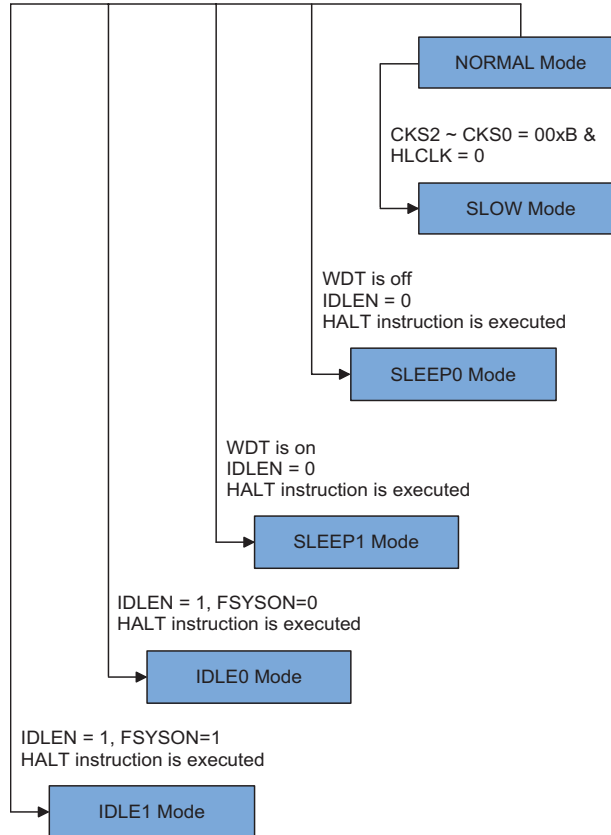 NORMAL Mode
CKS2 ~ CKS0 = 00xB &
HLCLK = 0
SLOW Mode
WDT is off
IDLEN = 0
HALT instruction is executed
SLEEP0 Mode
WDT is on
IDLEN = 0
HALT instruction is executed
SLEEP1 Mode
IDLEN = 1, FSYSON=0
HALT instruction is executed
IDLE0 Mode
IDLEN = 1, FSYSON=1
HALT instruction is executed
IDLE1 Mode